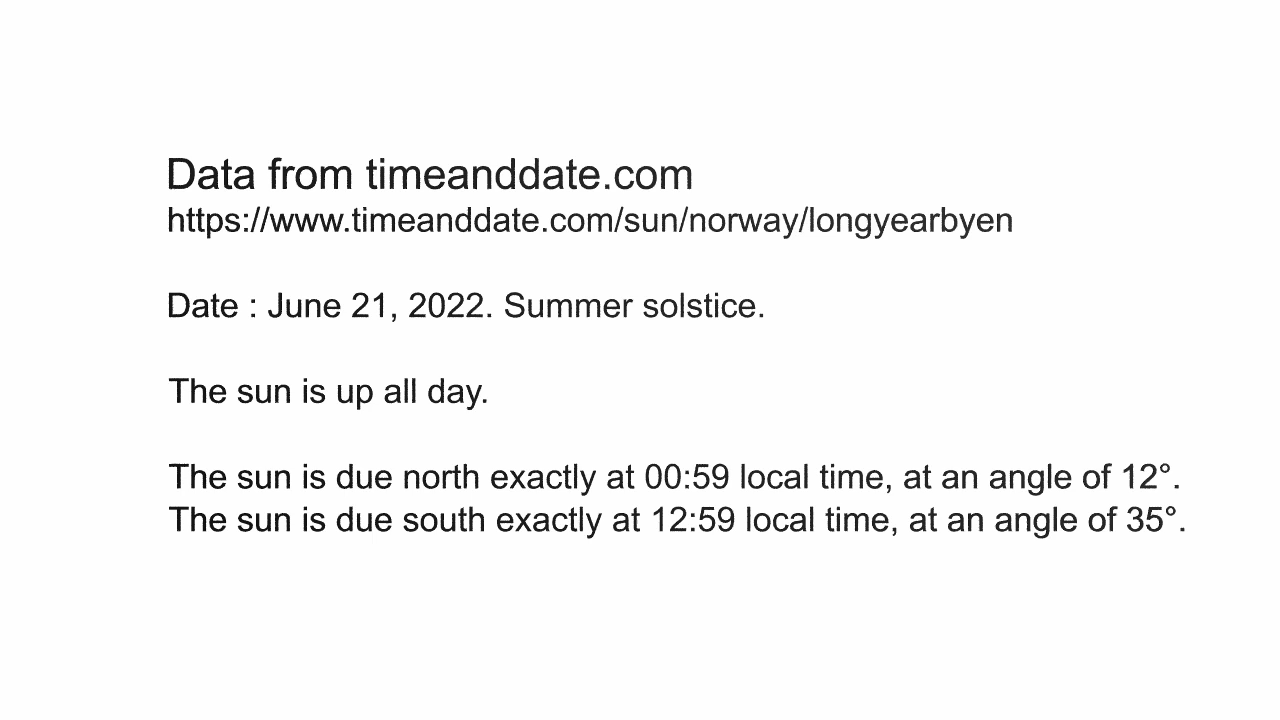 Data from timeanddate.com
https://www.timeanddate.com/sun/norway/longyearbyen
Date : June 21, 2022. Summer solstice.
The sun is up all day.
The sun is due north exactly at 00:59 local time, at an angle of 12°.
The sun is due south exactly at 12:59 local time, at an angle of 35°.